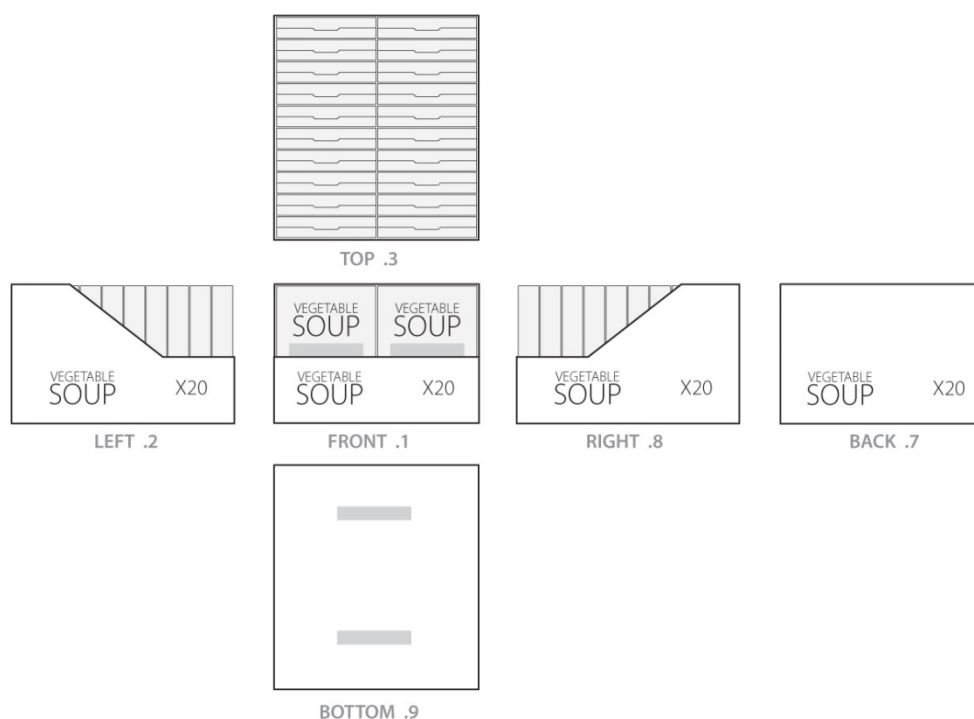 TOP .3
VEGETABLE
SOUP
VEGETABLE
SOUP
VEGETABLE
SOUP
X20
LEFT .2
VEGETABLE
SOUP
X20
FRONT .1
VEGETABLE
SOUP
X20
RIGHT .8
VEGETABLE
SOUP
X20
BACK .7
BOTTOM .9